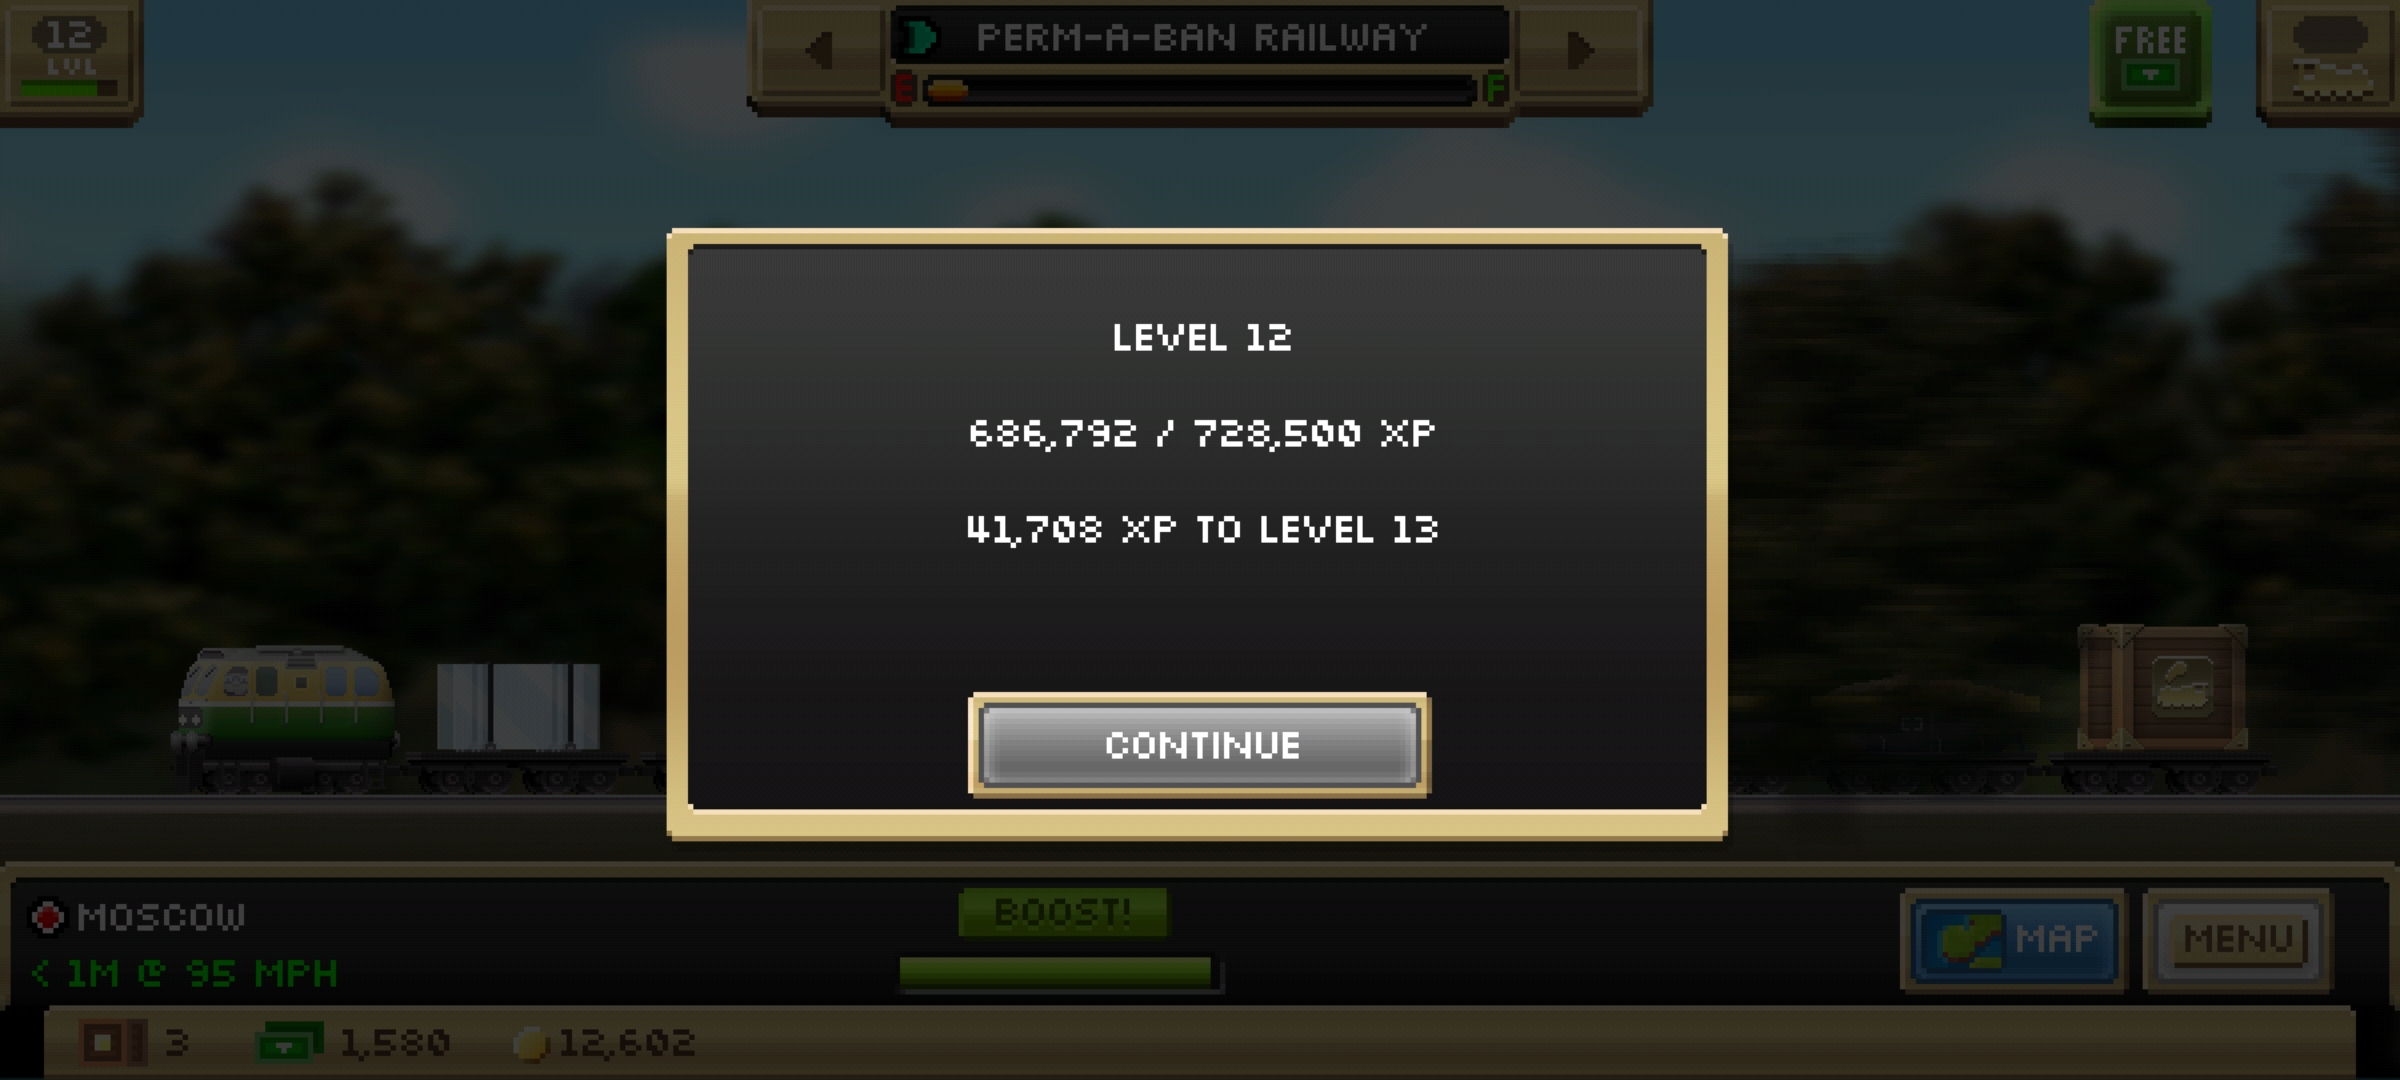 12
LVL
PERM-A-BAN RAILWAY
E
F
FREE
LEVEL 12
686,792 / 728,500 XP
41,708 XP TO LEVEL 13
CONTINUE
MOSCOW
< 1M @ 95 MPH
BOOST!
MAP
MENU
3
1,580
12,602